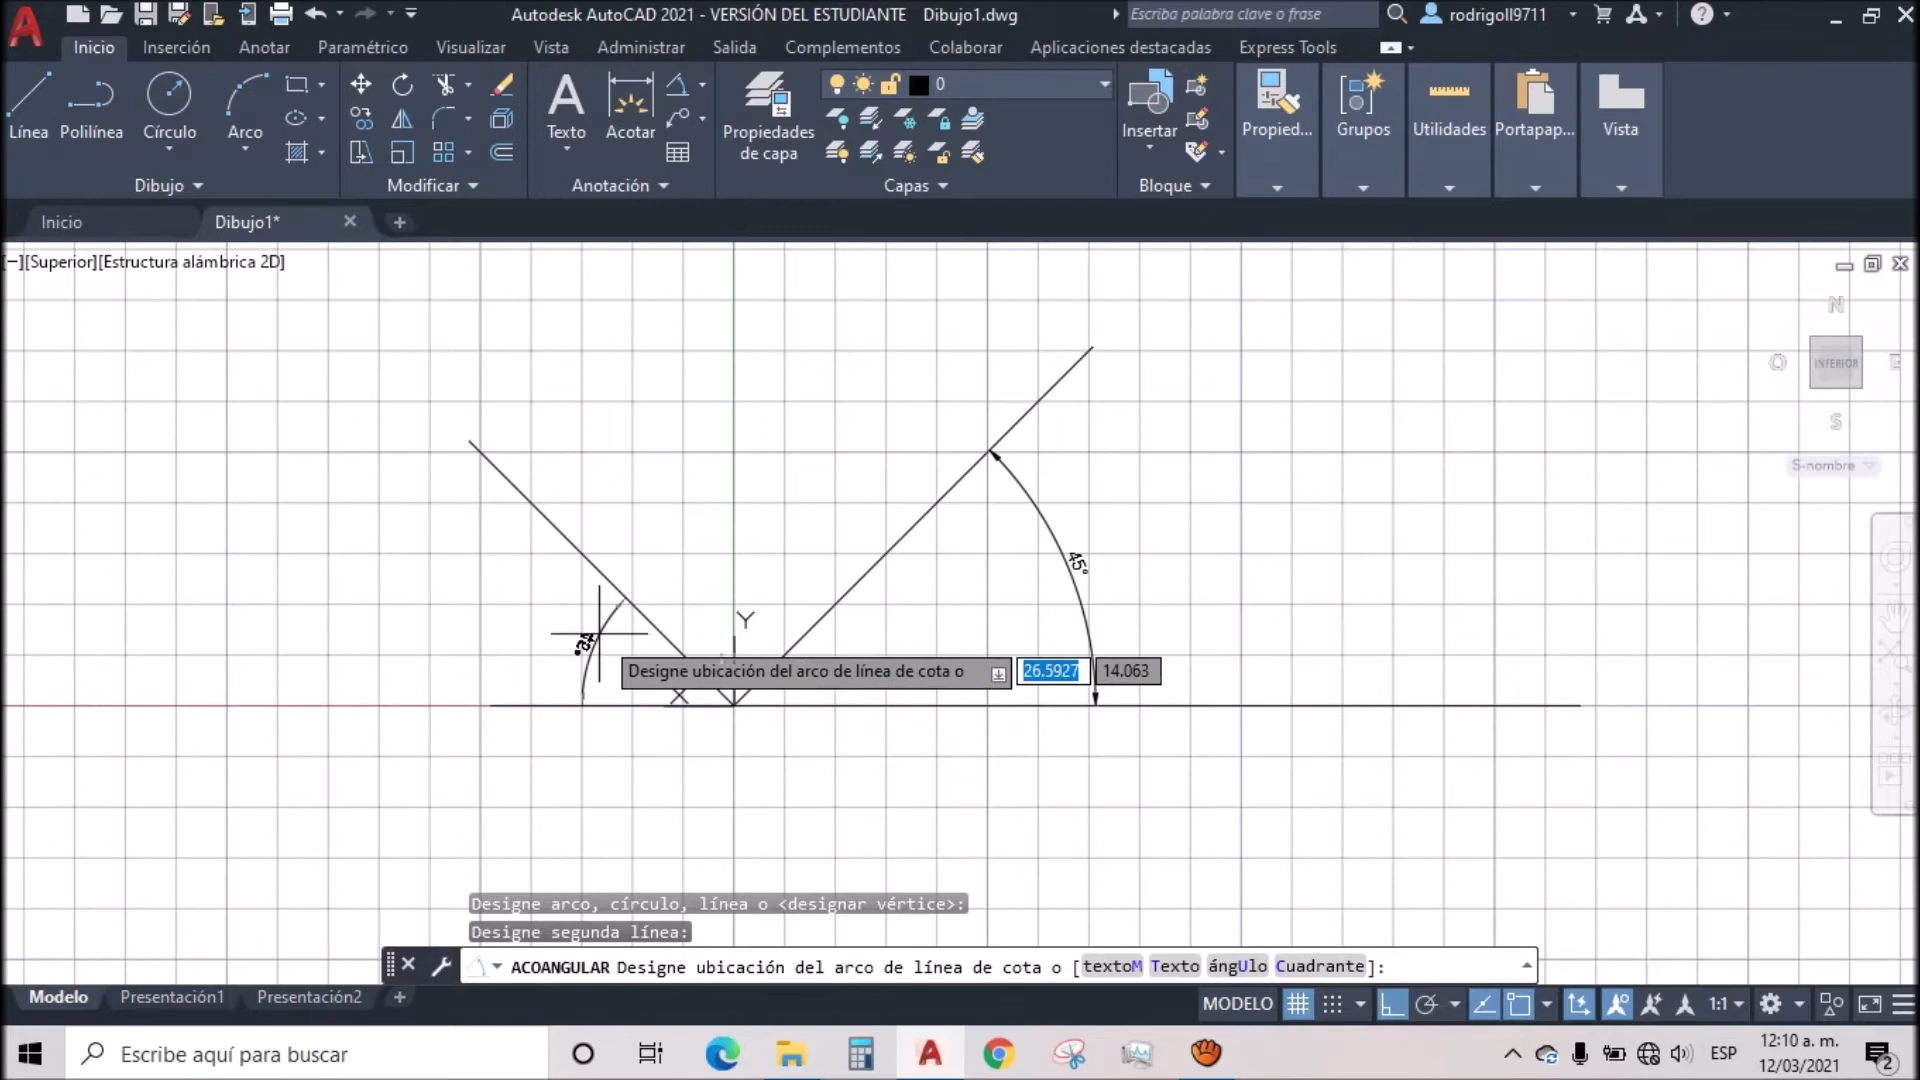 Autodesk AutoCAD 2021 - VERSIÓN DEL ESTUDIANTE Dibujo1.dwg
Escriba palabra clave o frase
rodrigoll9711
Inicio Inserción Anotar Paramétrico Visualizar Vista Administrar Salida Complementos Colaborar Aplicaciones destacadas Express Tools
0
Línea Polilínea Círculo Arco
Texto Acotar
Propiedades de capa
Insertar
Propied...
Grupos
Utilidades
Portapap...
Vista
Dibujo Modificar Anotación Capas Bloque
Inicio Dibujo1*
[−][Superior][Estructura alámbrica 2D]
N
O INFERIOR E
S
S-nombre
45°
Y
X
Designe ubicación del arco de línea de cota o 26.5927 14.063
Designe arco, círculo, línea o <designar vértice>:
Designe segunda línea:
ACOANGULAR Designe ubicación del arco de línea de cota o [textoM Texto ángUlo Cuadrante]:
Modelo Presentación1 Presentación2
MODELO 1:1
Escribe aquí para buscar
ESP
12:10 a. m.
12/03/2021
2